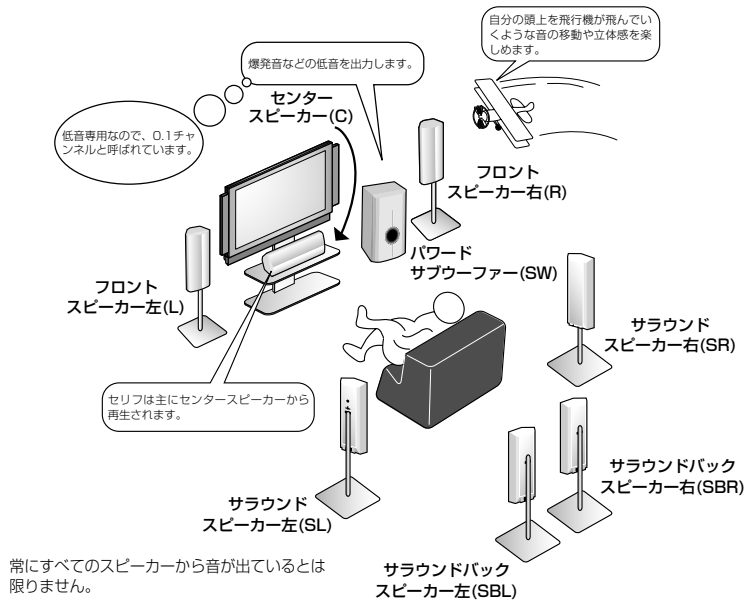 自分の頭上を飛行機が飛んでい
くような音の移動や立体感を楽
しめます。
爆発音などの低音を出力します。
センター
スピーカー(C)
低音専用なので、0.1チャ
ンネルと呼ばれています。
フロント
スピーカー右(R)
パワード
サブウーファー(SW)
フロント
スピーカー左(L)
サラウンド
スピーカー右(SR)
セリフは主にセンタースピーカーから
再生されます。
サラウンドバック
スピーカー右(SBR)
サラウンド
スピーカー左(SL)
常にすべてのスピーカーから音が出ているとは
限りません。
サラウンドバック
スピーカー左(SBL)